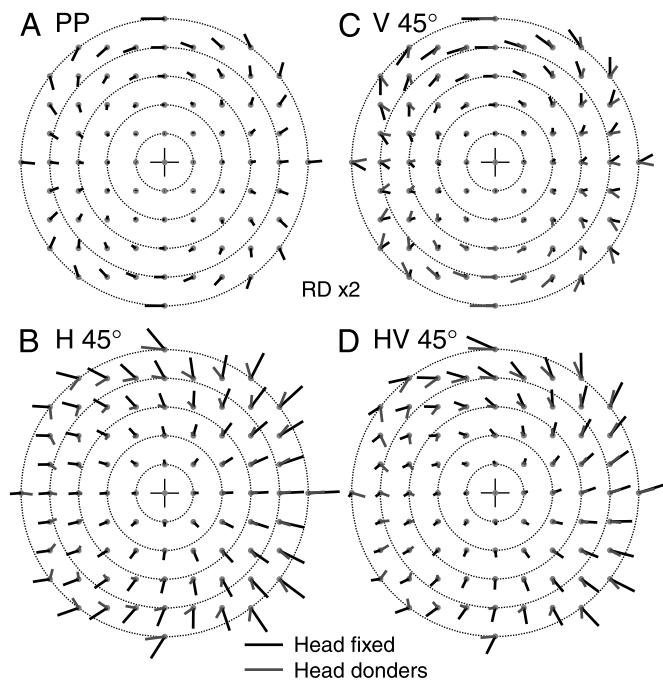 A PP
C V 45°
RD x2
B H 45°
D HV 45°
Head fixed
Head donders